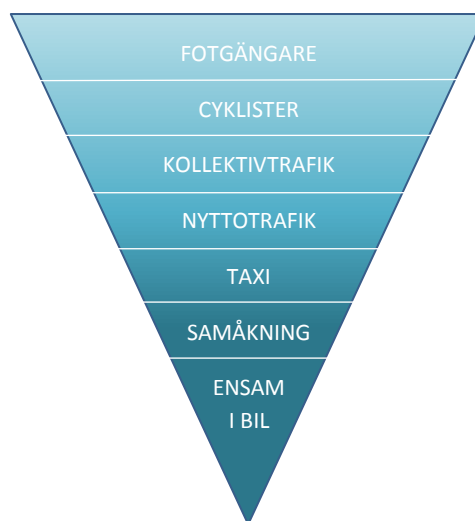 FOTGÄNGARE
CYKLISTER
KOLLEKTIVTRAFIK
NYTTOTRAFIK
TAXI
SAMÅKNING
ENSAM
I BIL